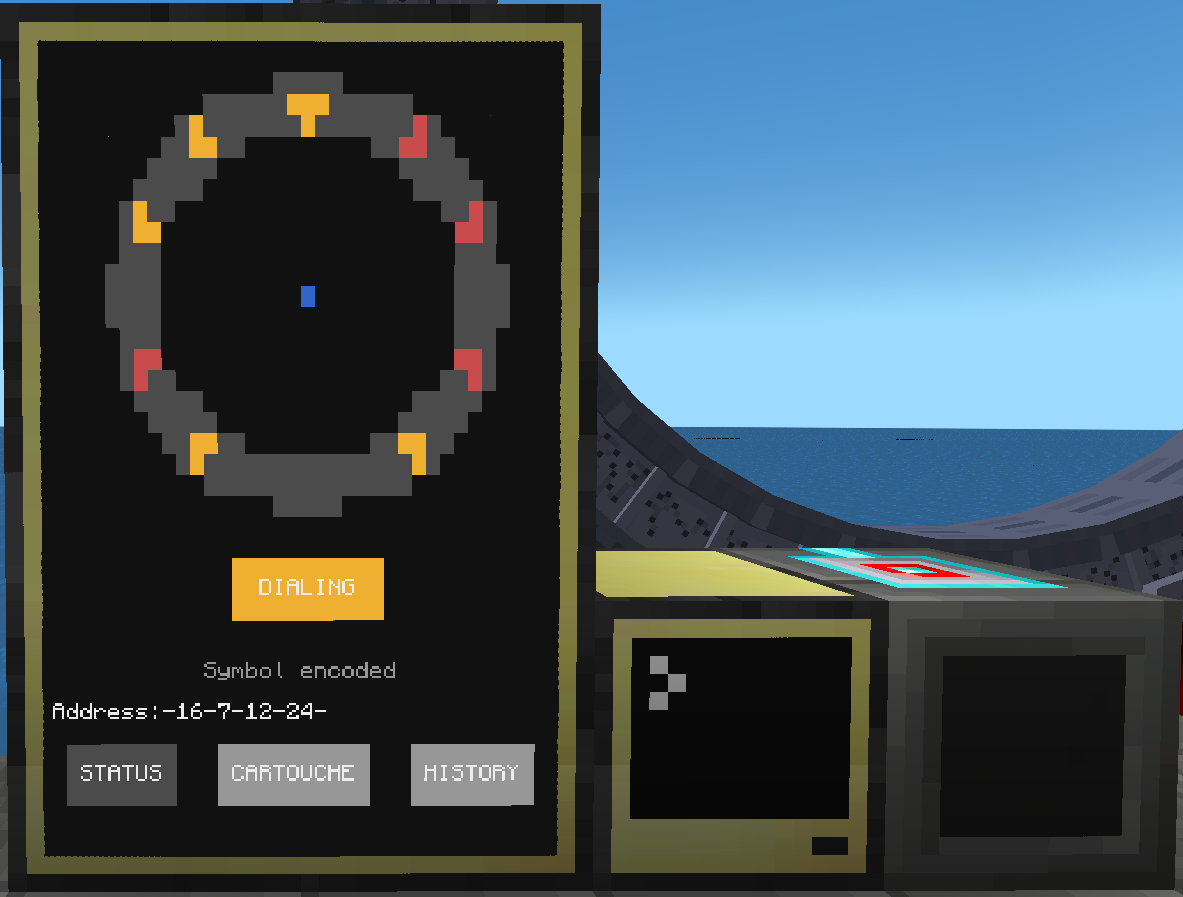 DIALING
Symbol encoded
Address:-16-7-12-24-
STATUS CARTOUCHE HISTORY
>